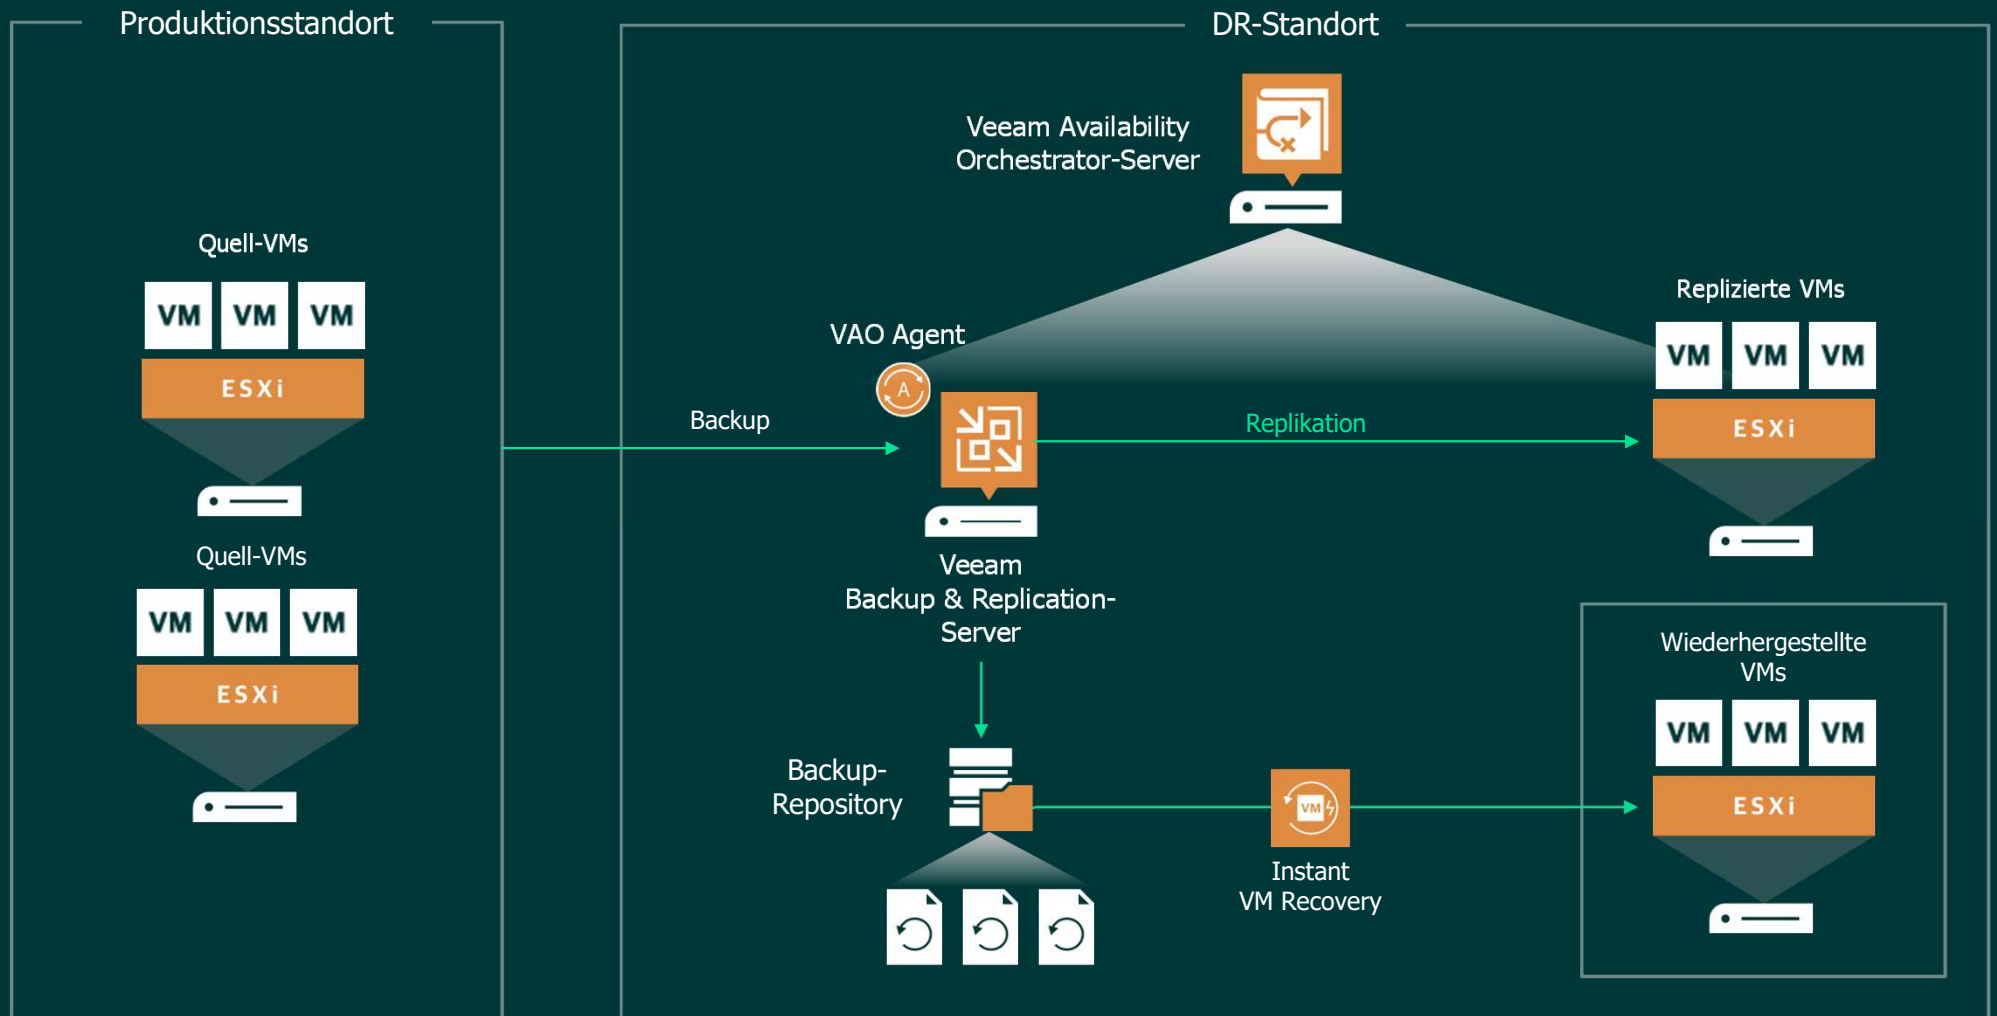 Produktionsstandort
Quell-VMs
VM VM VM
ESXi
Quell-VMs
VM VM VM
ESXi
Backup
DR-Standort
Veeam Availability
Orchestrator-Server
VAO Agent
A
Replikation
Veeam
Backup & Replication-
Server
Replizierte VMs
VM VM VM
ESXi
Backup-
Repository
VM
Instant
VM Recovery
Wiederhergestellte
VMs
VM VM VM
ESXi